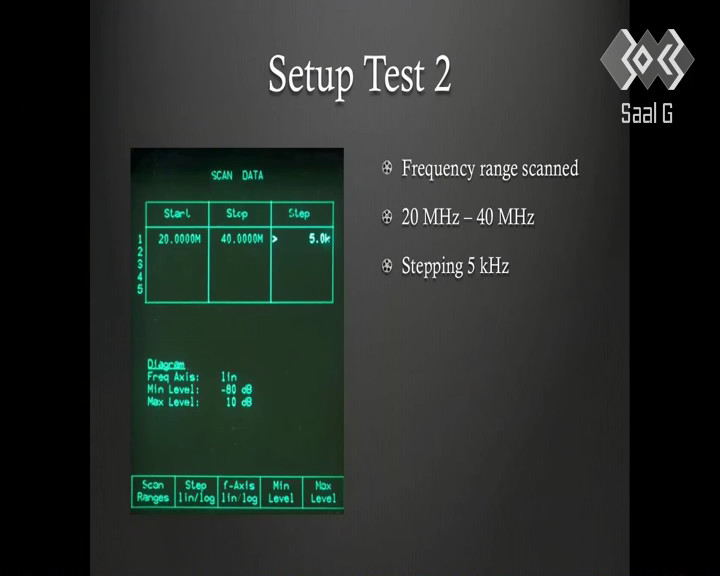 Setup Test 2
Saal G
SCAN DATA
Start Stop Step
1 20.0000M 40.0000M > 5.0k
2
3
4
5
Diagram
Freq Axis: lin
Min Level: -80 dB
Max Level: 10 dB
Scan Ranges Step lin/log f-Axis lin/log Min Level Max Level
Frequency range scanned
20 MHz – 40 MHz
Stepping 5 kHz